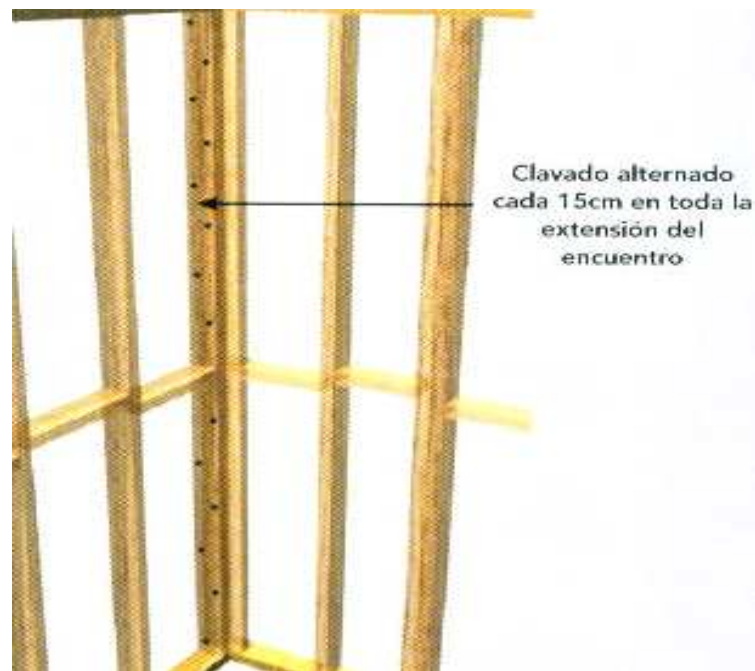 Clavado alternado
cada 15cm en toda la
extensión del
encuentro